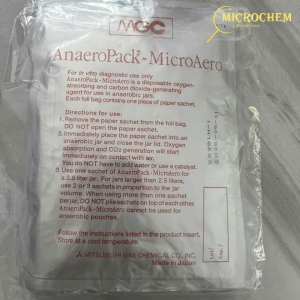 MICROCHEM
MGC
AnaeroPack®-MicroAero
For in vitro diagnostic use only
AnaeroPack-MicroAero is a disposable oxygen-
absorbing and carbon dioxide-generating
agent for use in anaerobic jars.
Each foil bag contains one piece of paper sachet.
Directions for use:
1. Remove the paper sachet from the foil bag.
DO NOT open the paper sachet.
2. Immediately place the paper sachet into an
anaerobic jar and close the jar lid. Oxygen
absorption and CO2 generation will start
immediately on contact with air.
You do NOT have to add water or use a catalyst.
3. Use one sachet of AnaeroPack-MicroAero for
a 2.5 liter jar. For jars larger than 2.5 liters,
use 2 or 3 sachets in proportion to the jar
volume. When using more than one sachet
per jar, DO NOT pile sachets on top of each other.
AnaeroPack-MicroAero cannot be used for
anaerobic pouches.
Follow the instructions listed in the product insert.
Store at a cool temperature.
MITSUBISHI GAS CHEMICAL CO., INC.
Made in Japan
Lot/
Exp./